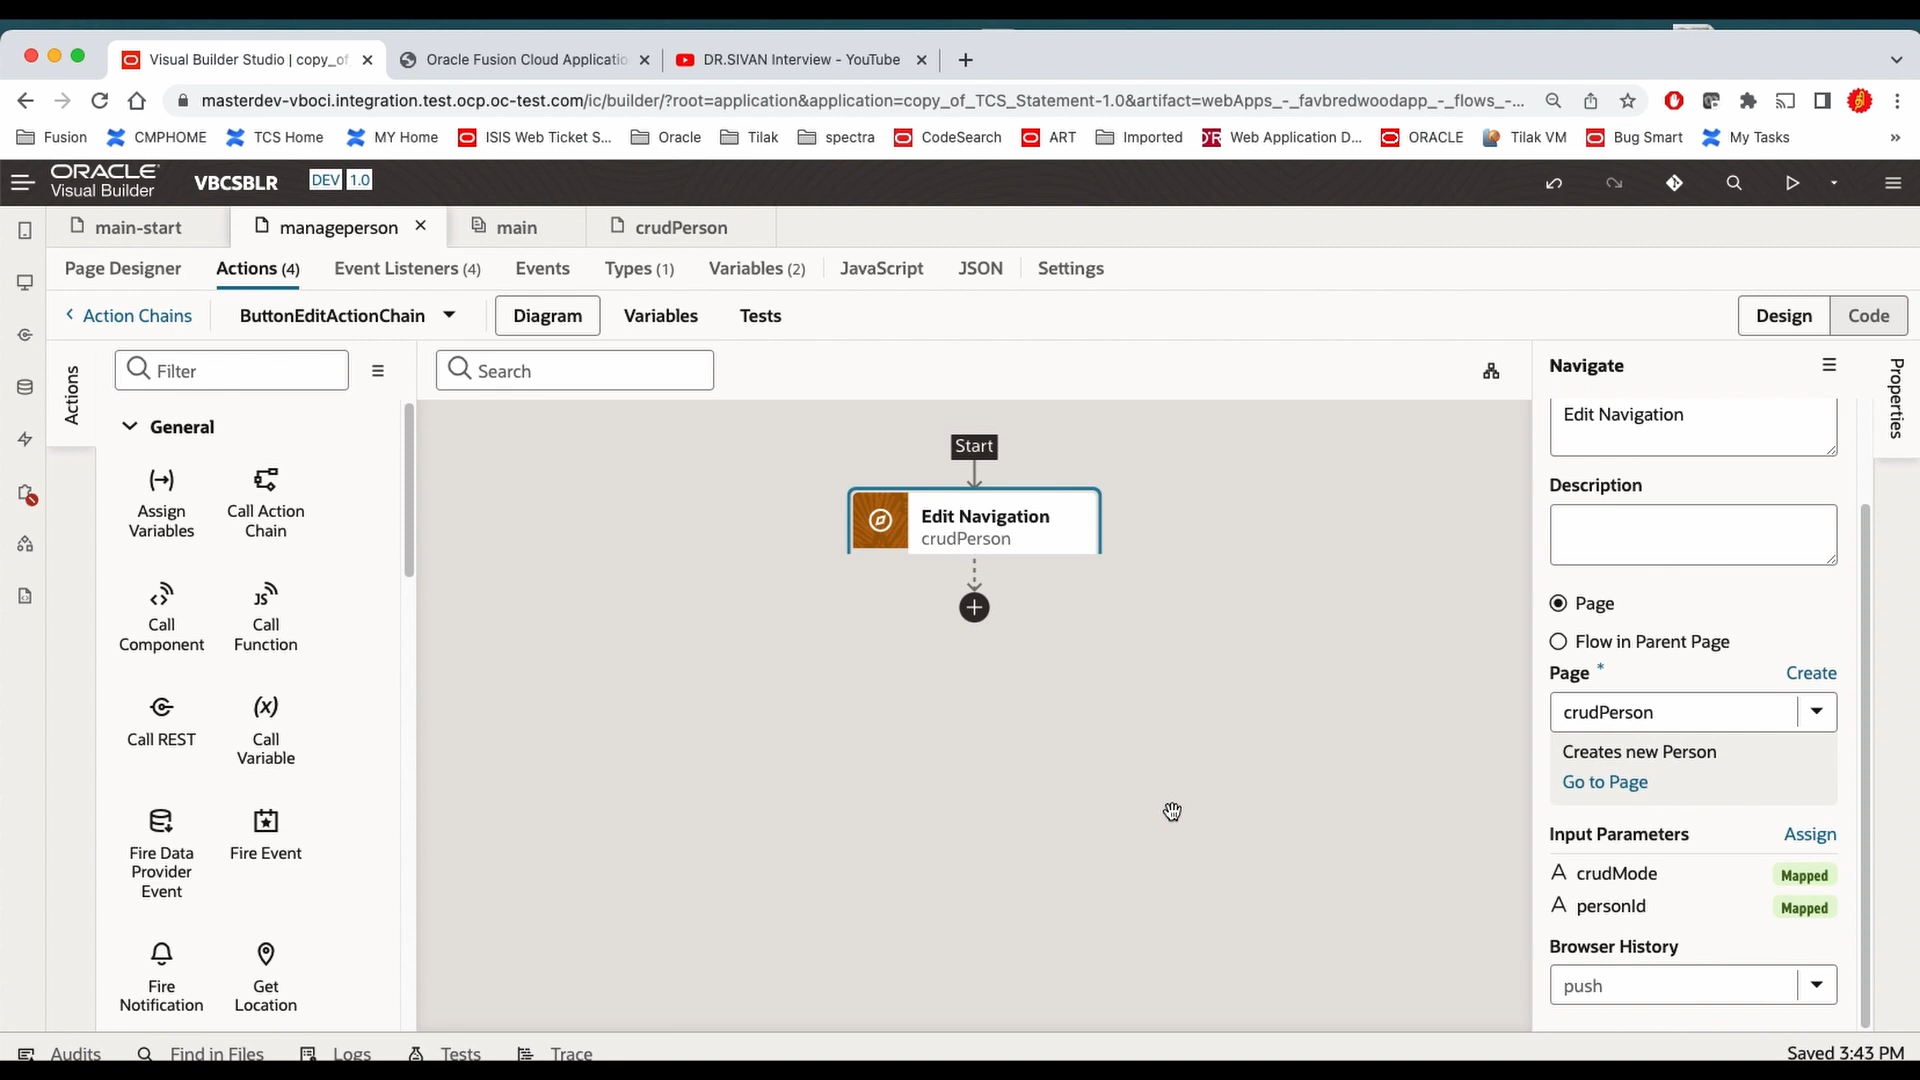 Visual Builder Studio | copy_of
Oracle Fusion Cloud Applicatio
DR.SIVAN Interview - YouTube
masterdev-vboci.integration.test.ocp.oc-test.com/ic/builder/?root=application&application=copy_of_TCS_Statement-1.0&artifact=webApps_-_favbredwoodapp_-_flows_-...
Fusion CMPHOME TCS Home MY Home ISIS Web Ticket S... Oracle Tilak spectra CodeSearch ART Imported Web Application D... ORACLE Tilak VM Bug Smart My Tasks »
ORACLE
Visual Builder
VBCSBLR DEV 1.0
main-start manageperson main crudPerson
Page Designer Actions (4) Event Listeners (4) Events Types (1) Variables (2) JavaScript JSON Settings
Action Chains ButtonEditActionChain Diagram Variables Tests Design Code
Actions
Filter
Search
General
Assign Variables
Call Action Chain
Call Component
JS
Call Function
Call REST
(x)
Call Variable
Fire Data Provider Event
Fire Event
Fire Notification
Get Location
Start
Edit Navigation
crudPerson
Navigate
Properties
Edit Navigation
Description
Page
Flow in Parent Page
Page * Create
crudPerson
Creates new Person
Go to Page
Input Parameters Assign
A crudMode Mapped
A personId Mapped
Browser History
push
Audits Find in Files Logs Tests Trace Saved 3:43 PM